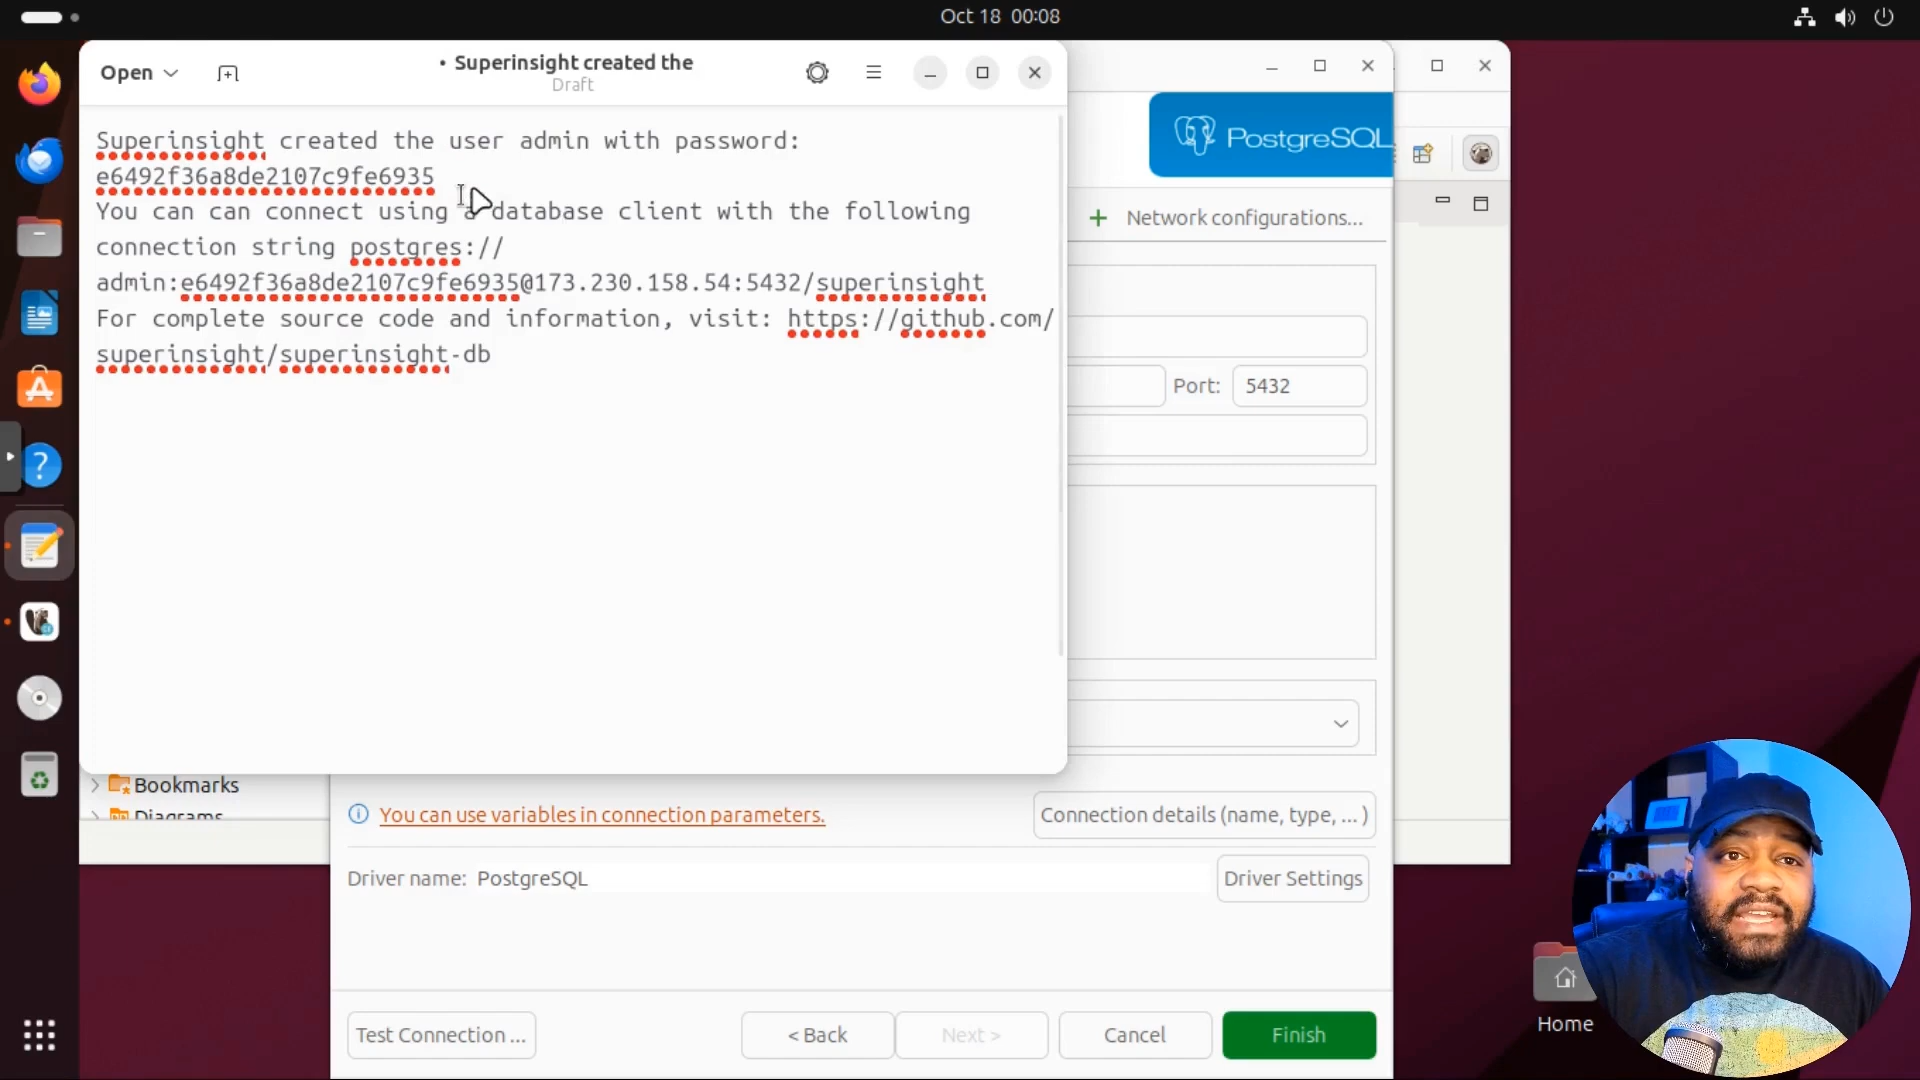 Oct 18 00:08
Open
• Superinsight created the
Draft
Superinsight created the user admin with password:
e6492f36a8de2107c9fe6935
You can can connect using a database client with the following
connection string postgres://
admin:e6492f36a8de2107c9fe6935@173.230.158.54:5432/superinsight
For complete source code and information, visit: https://github.com/
superinsight/superinsight-db
PostgreSQL
+ Network configurations...
Port: 5432
Bookmarks
Diagrams
You can use variables in connection parameters.
Connection details (name, type, ... )
Driver name: PostgreSQL
Driver Settings
Test Connection ...
< Back
Next >
Cancel
Finish
Home